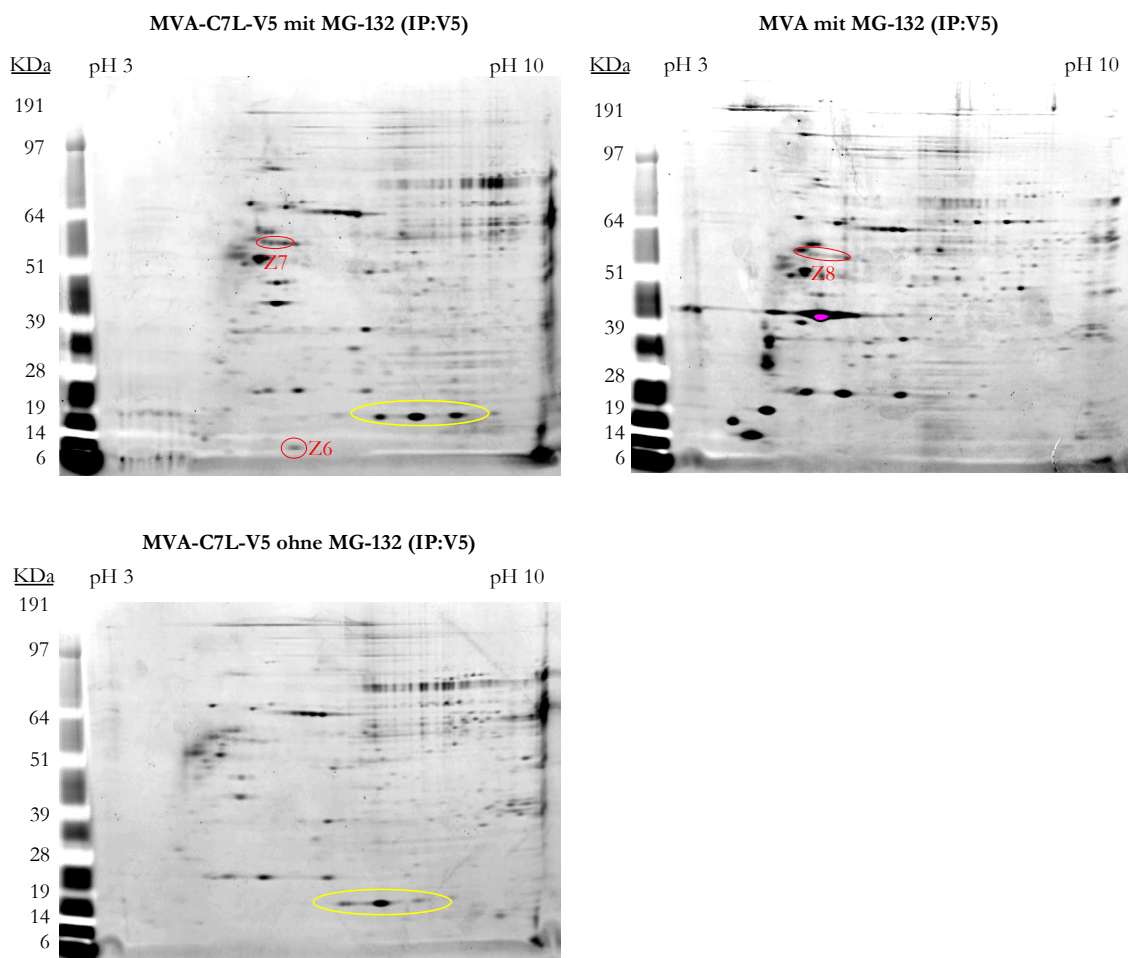 MVA-C7L-V5 mit MG-132 (IP:V5)
KDa
pH 3
pH 10
191
97
64
51
39
28
19
14
6
Z7
Z6
MVA mit MG-132 (IP:V5)
KDa
pH 3
pH 10
191
97
64
51
39
28
19
14
6
Z8
MVA-C7L-V5 ohne MG-132 (IP:V5)
KDa
pH 3
pH 10
191
97
64
51
39
28
19
14
6